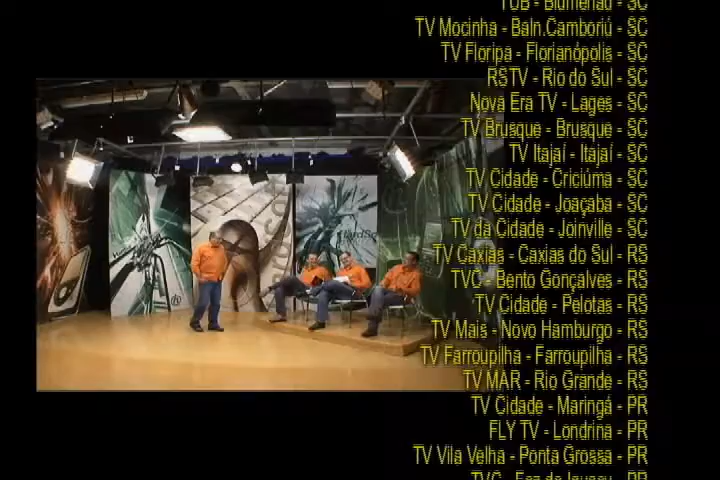 TUB - Blumenau - SC
TV Mocinha - Baln.Camboriú - SC
TV Floripa - Florianópolis - SC
RSTV - Rio do Sul - SC
Nova Era TV - Lages - SC
TV Brusque - Brusque - SC
TV Itajaí - Itajaí - SC
TV Cidade - Criciúma - SC
TV Cidade - Joaçaba - SC
TV da Cidade - Joinville - SC
TV Caxias - Caxias do Sul - RS
TVC - Bento Gonçalves - RS
TV Cidade - Pelotas - RS
TV Mais - Novo Hamburgo - RS
TV Farroupilha - Farroupilha - RS
TV MAR - Rio Grande - RS
TV Cidade - Maringá - PR
FLY TV - Londrina - PR
TV Vila Velha - Ponta Grossa - PR